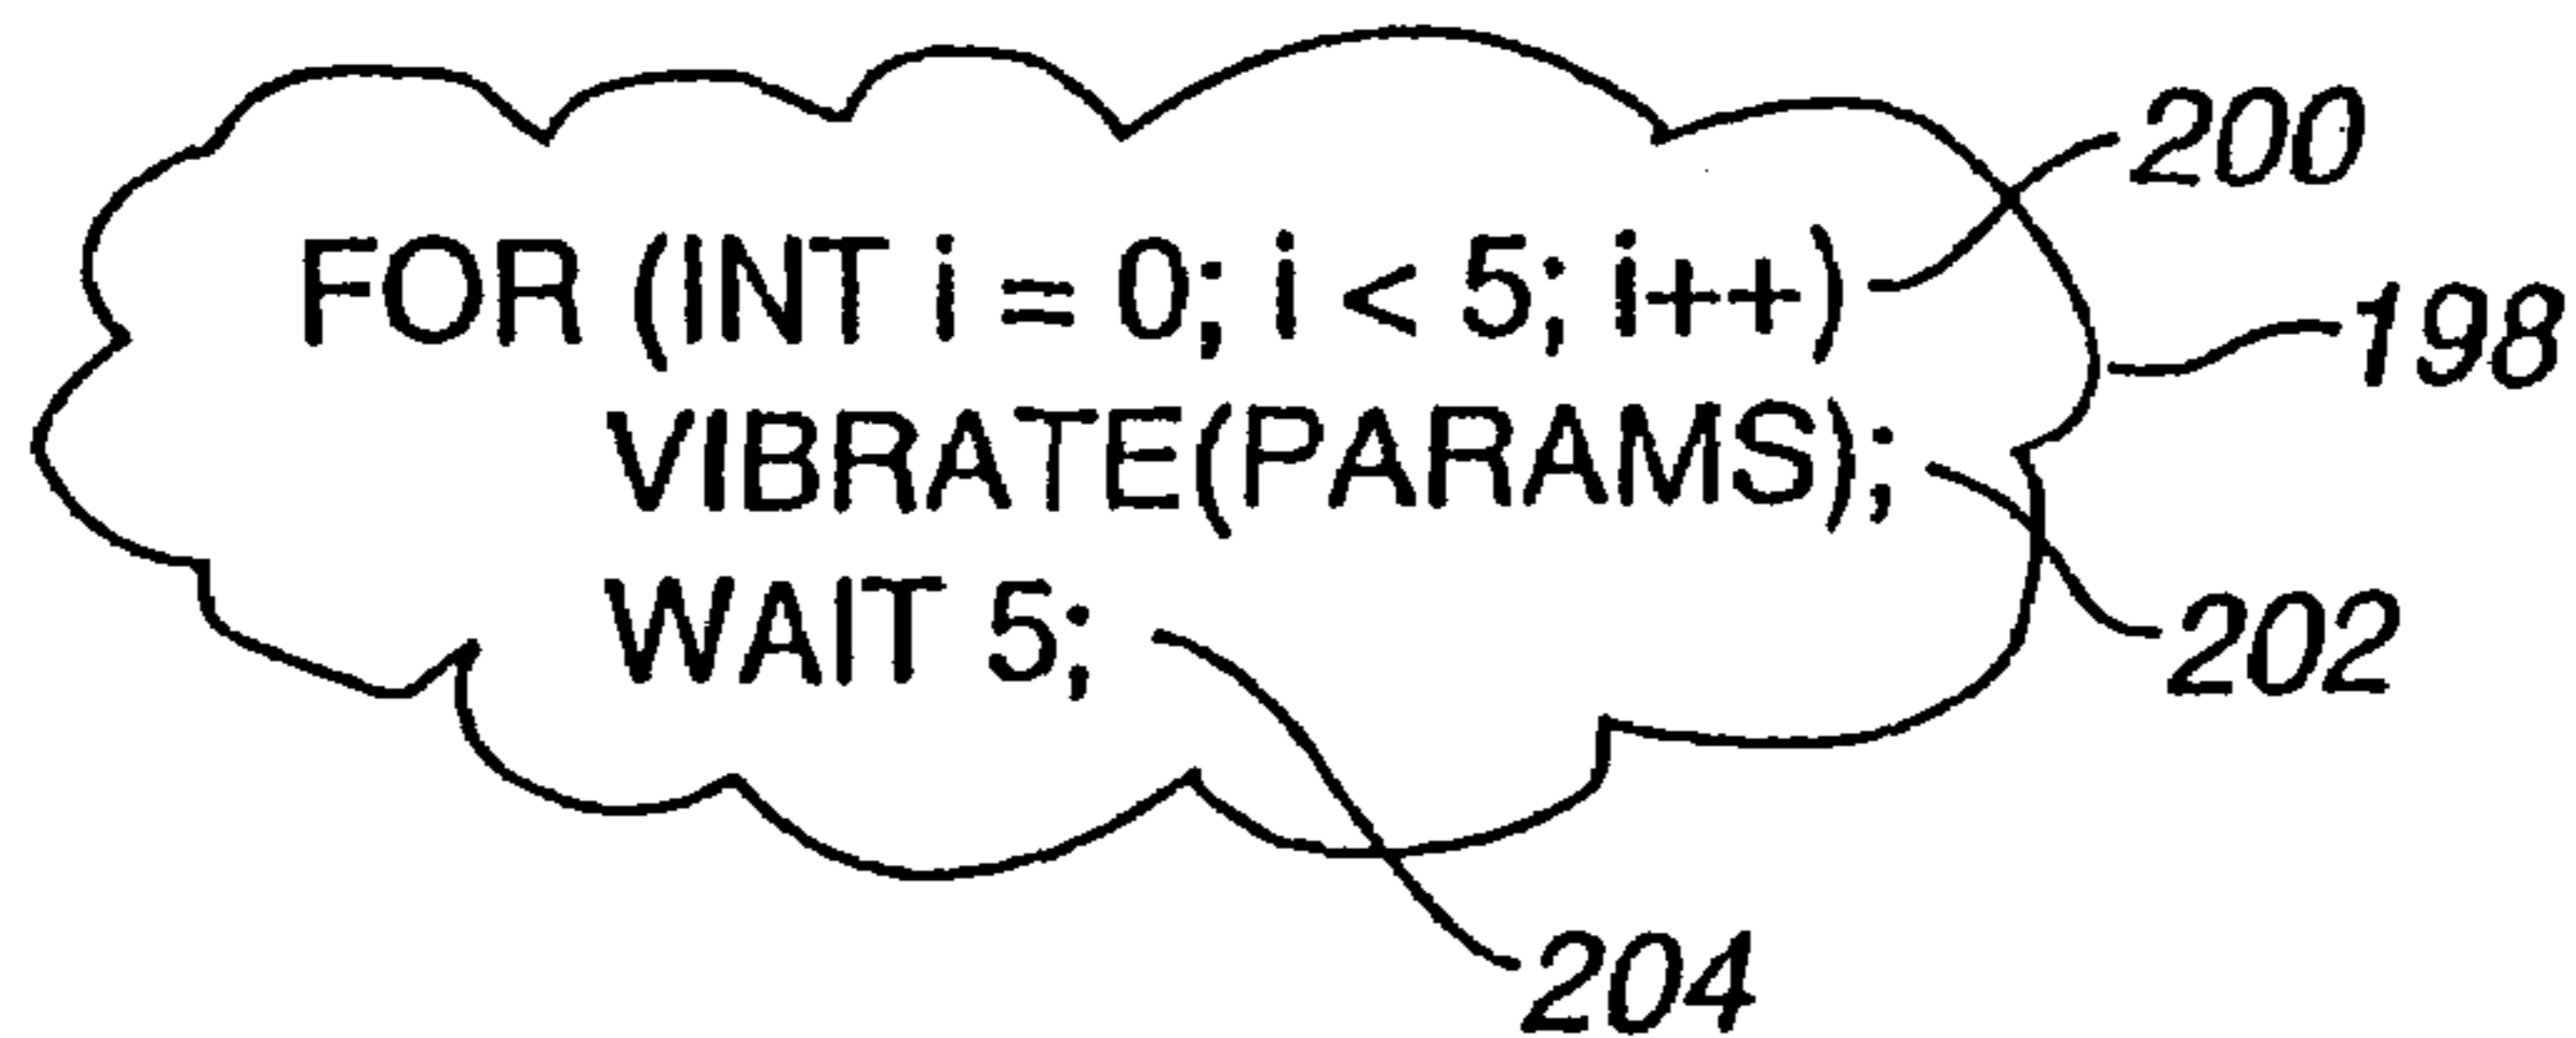 200
FOR (INT i = 0; i < 5; i++)
198
VIBRATE(PARAMS);
WAIT 5;
202
204